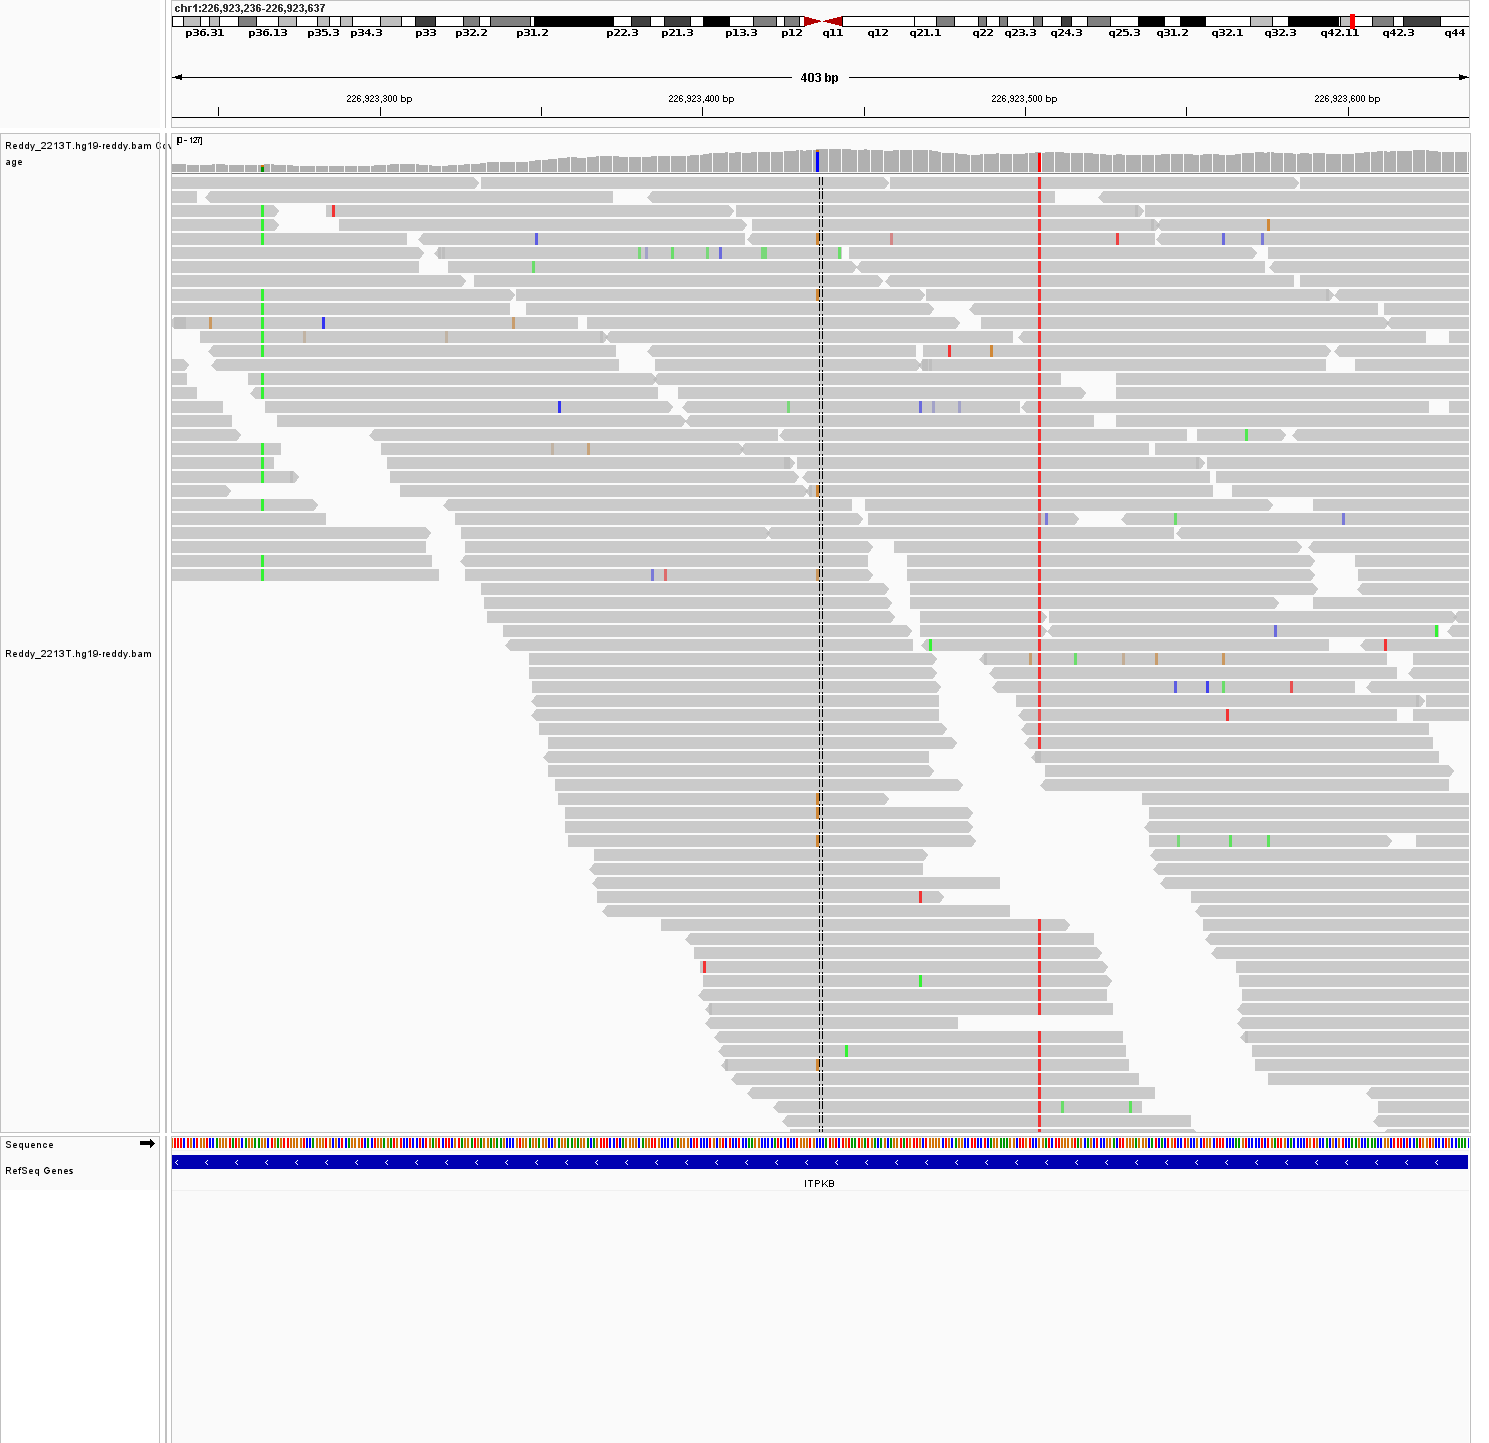 chr1:226,923,236-226,923,637
p36.31 p36.13 p35.3 p34.3 p33 p32.2 p31.2 p22.3 p21.3 p13.3 p12 q11 q12 q21.1 q22 q23.3 q24.3 q25.3 q31.2 q32.1 q32.3 q42.11 q42.3 q44
403 bp
226,923,300 bp 226,923,400 bp 226,923,500 bp 226,923,600 bp
[0 - 127]
Reddy_2213T.hg19-reddy.bam Cov
age
Reddy_2213T.hg19-reddy.bam
Sequence
RefSeq Genes
ITPKB